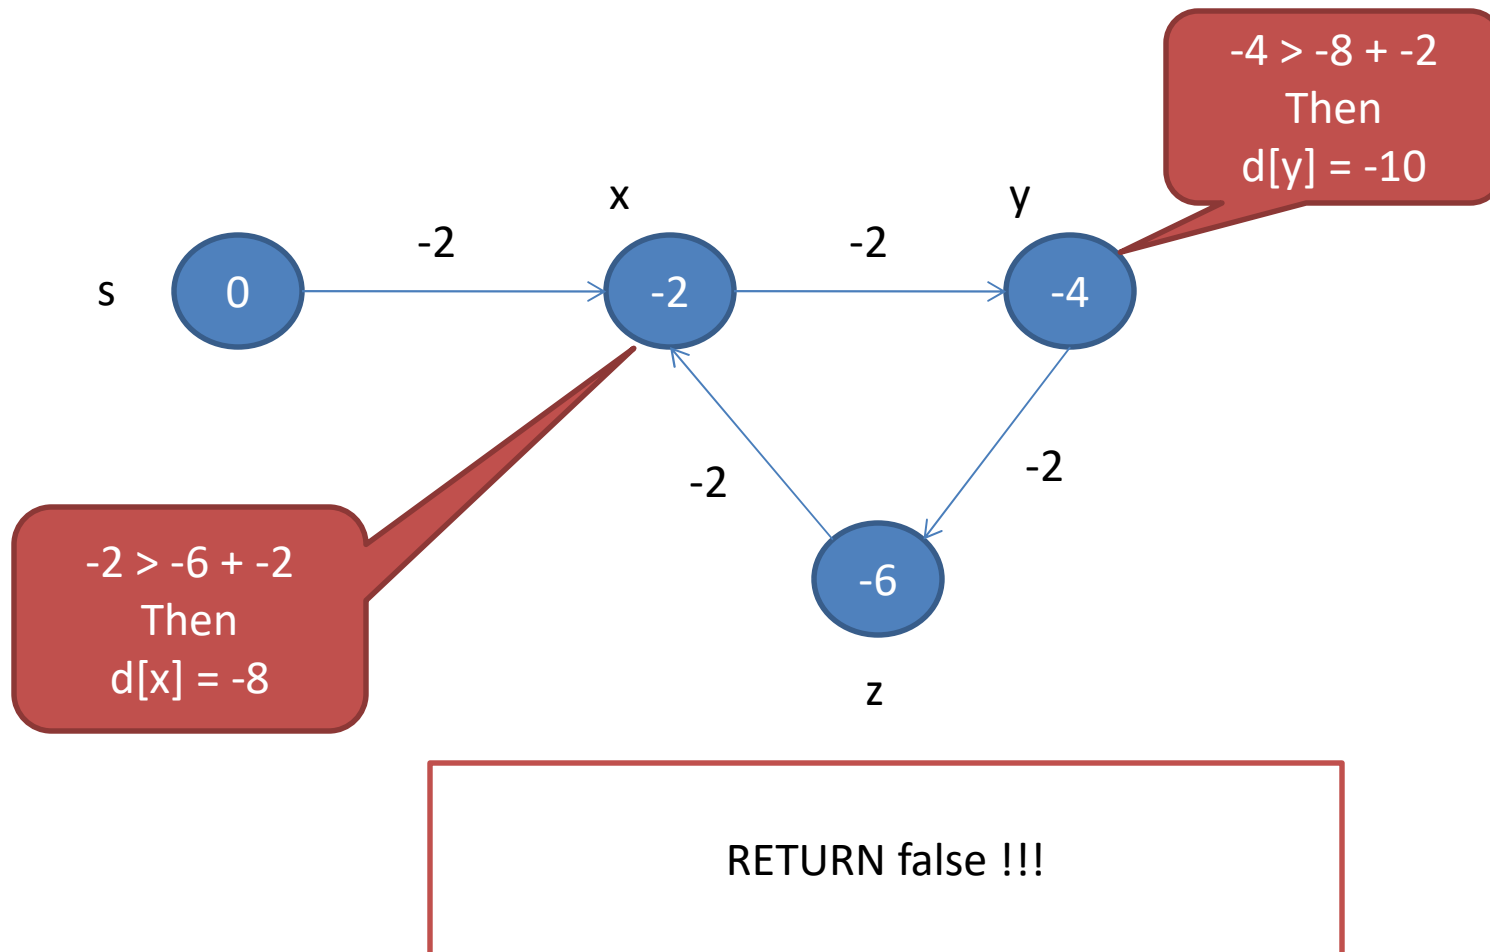 -4 > -8 + -2
Then
d[y] = -10
x
y
-2
-2
s
0
-2
-4
-2
-2
-2 > -6 + -2
Then
d[x] = -8
-6
z
RETURN false !!!